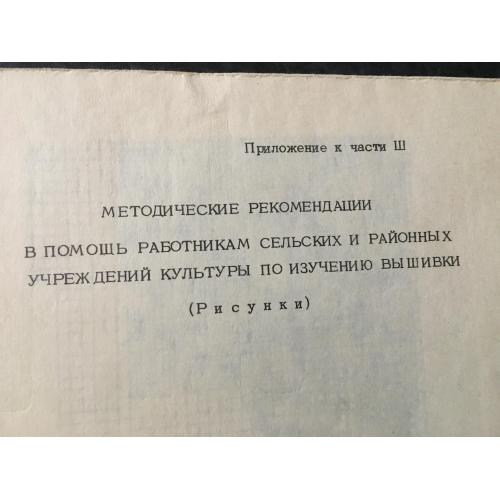 Приложение к части Ш
МЕТОДИЧЕСКИЕ РЕКОМЕНДАЦИИ
В ПОМОЩЬ РАБОТНИКАМ СЕЛЬСКИХ И РАЙОННЫХ
УЧРЕЖДЕНИЙ КУЛЬТУРЫ ПО ИЗУЧЕНИЮ ВЫШИВКИ
(Рисунки)